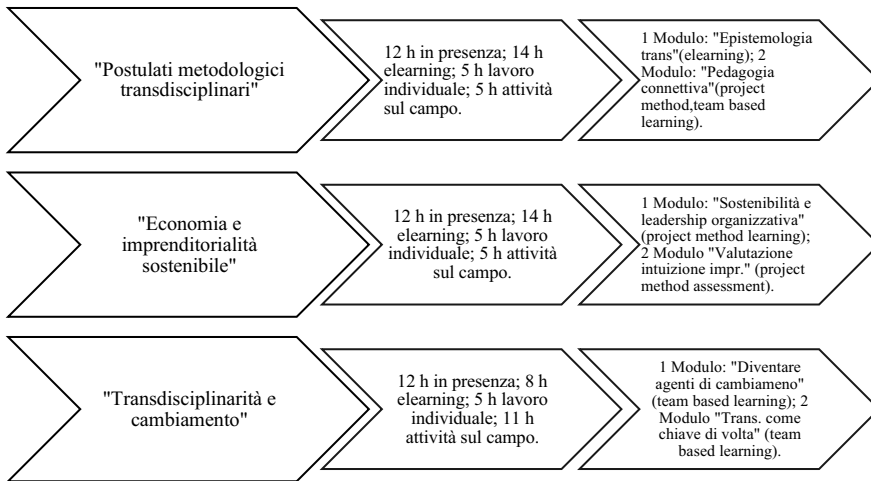 "Postulati metodologici
transdisciplinari"
12 h in presenza; 14 h
elearning; 5 h lavoro
individuale; 5 h attività
sul campo.
1 Modulo: "Epistemologia
trans"(elearning); 2
Modulo: "Pedagogia
connettiva"(project
method,team based
learning).
"Economia e
imprenditorialità
sostenibile"
12 h in presenza; 14 h
elearning; 5 h lavoro
individuale; 5 h attività
sul campo.
1 Modulo: "Sostenibilità e
leadership organizzativa"
(project method learning);
2 Modulo "Valutazione
intuizione impr." (project
method assessment).
"Transdisciplinarità e
cambiamento"
12 h in presenza; 8 h
elearning; 5 h lavoro
individuale; 11 h
attività sul campo.
1 Modulo: "Diventare
agenti di cambiameno"
(team based learning); 2
Modulo "Trans. come
chiave di volta" (team
based learning).